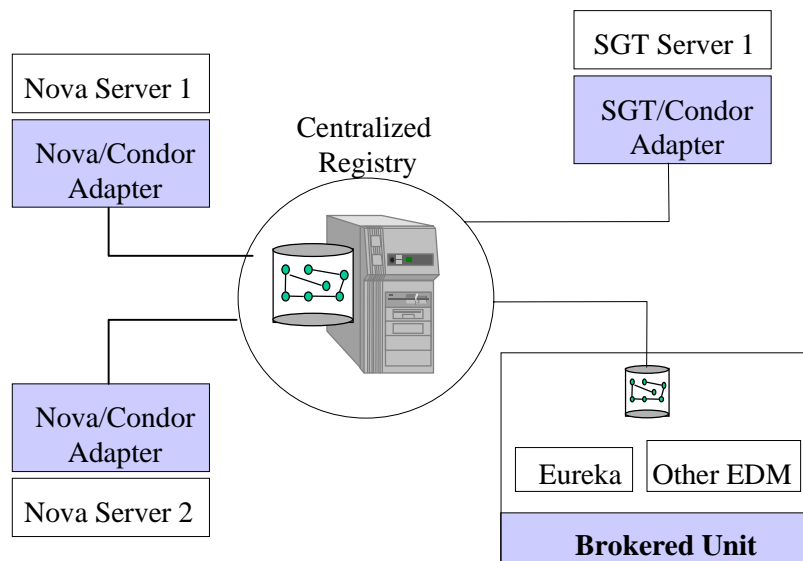 SGT Server 1
Nova Server 1
SGT/Condor
Adapter
Centralized
Registry
Nova/Condor
Adapter
Nova/Condor
Adapter
Nova Server 2
Eureka
Other EDM
Brokered Unit